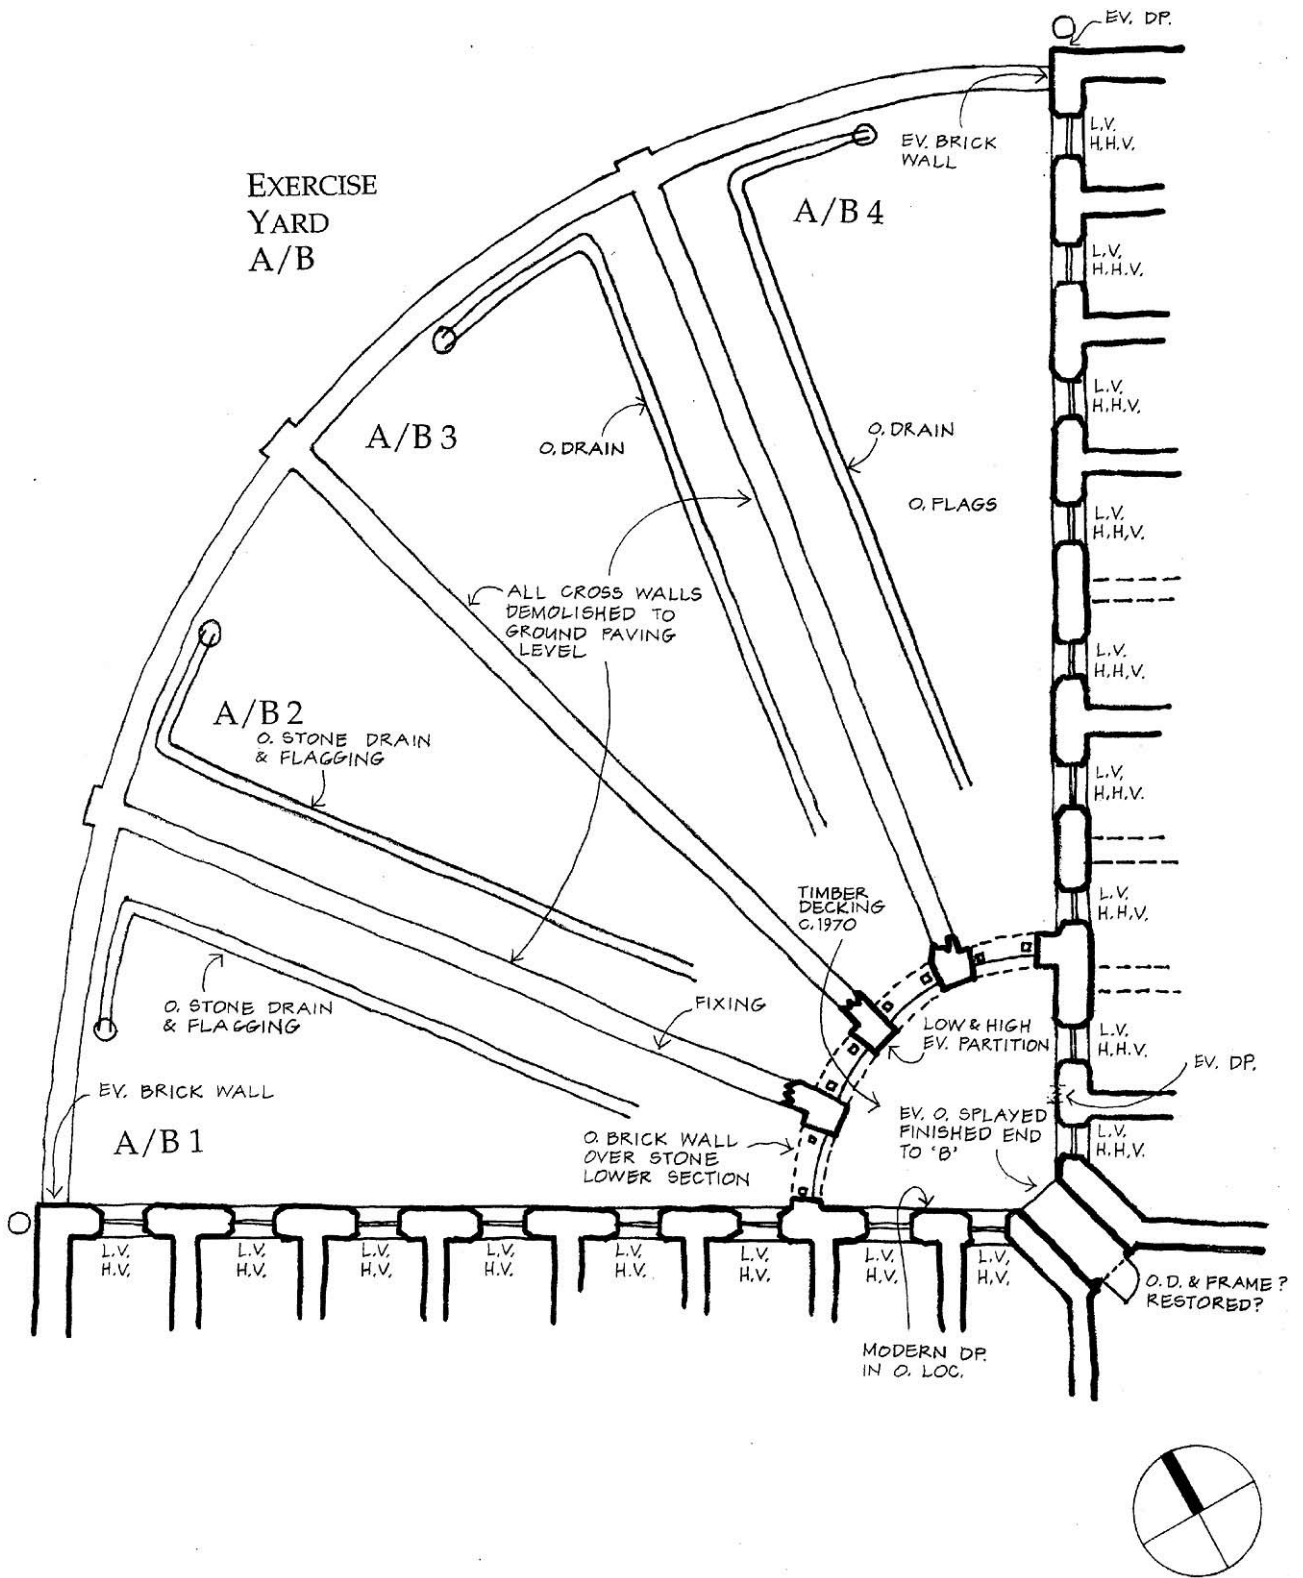 EV. DP.
EV. BRICK
WALL
L.V.
H.H.V.
EXERCISE
YARD
A/B
A/B 4
L.V.
H.H.V.
A/B 3
O. DRAIN
O. DRAIN
L.V.
H.H.V.
O. FLAGS
L.V.
H.H.V.
ALL CROSS WALLS
DEMOLISHED TO
GROUND PAVING
LEVEL
L.V.
H.H.V.
A/B 2
O. STONE DRAIN
& FLAGGING
L.V.
H.H.V.
TIMBER
DECKING
C.1970
L.V.
H.H.V.
O. STONE DRAIN
& FLAGGING
FIXING
LOW & HIGH
EV. PARTITION
L.V.
H.H.V.
EV. DP.
EV. BRICK WALL
A/B 1
O. BRICK WALL
OVER STONE
LOWER SECTION
EV. O. SPLAYED
FINISHED END
TO 'B'
L.V.
H.H.V.
L.V.
H.V.
L.V.
H.V.
L.V.
H.V.
L.V.
H.V.
L.V.
H.V.
L.V.
H.V.
L.V.
H.V.
L.V.
H.V.
O.D. & FRAME?
RESTORED?
MODERN DP.
IN O. LOC.